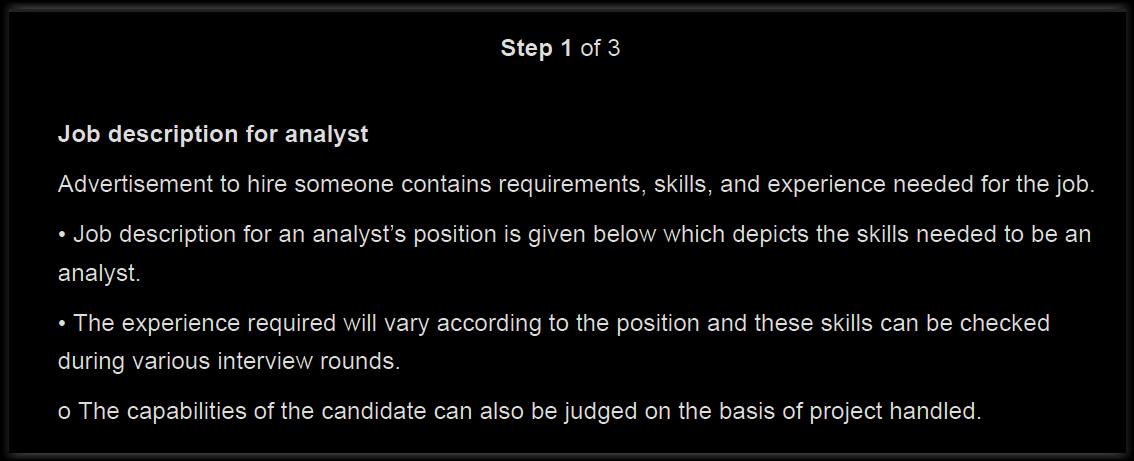 Step 1 of 3
Job description for analyst
Advertisement to hire someone contains requirements, skills, and experience needed for the job.
• Job description for an analyst’s position is given below which depicts the skills needed to be an
analyst.
• The experience required will vary according to the position and these skills can be checked
during various interview rounds.
o The capabilities of the candidate can also be judged on the basis of project handled.